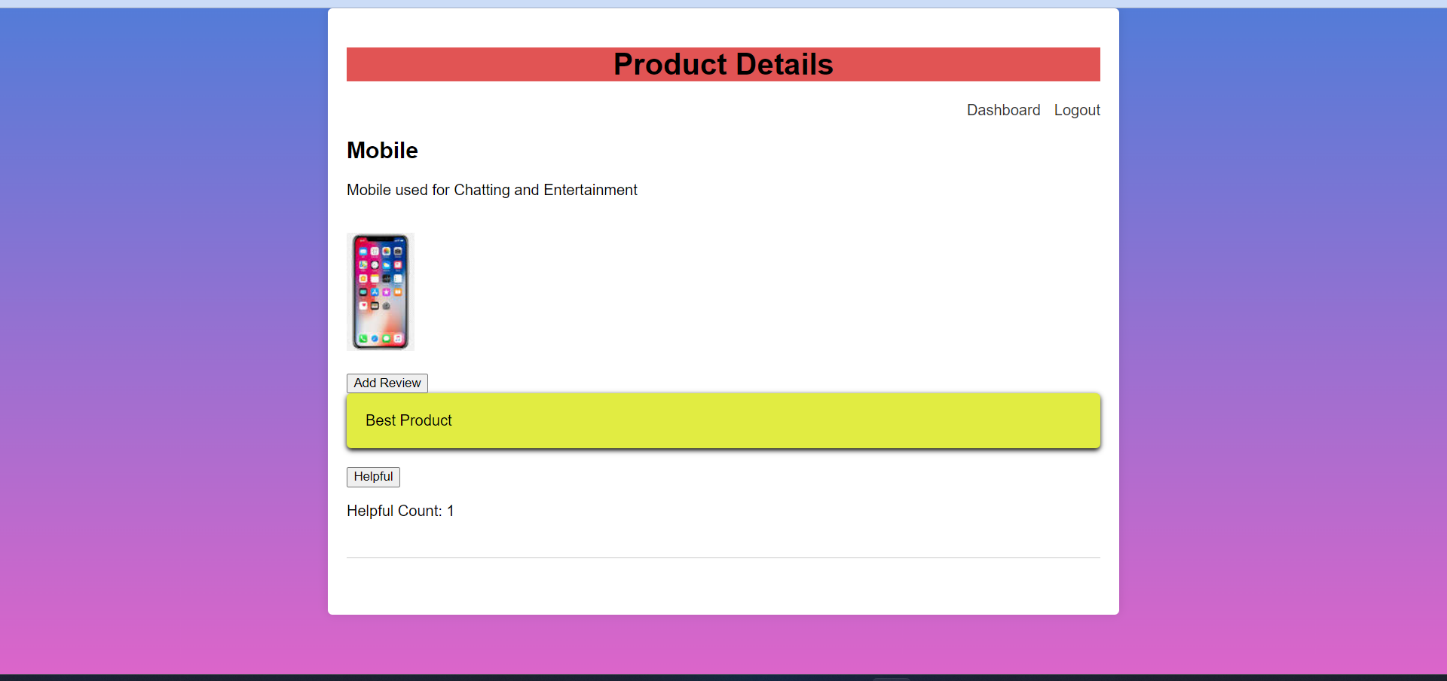 Product Details
Dashboard Logout
Mobile
Mobile used for Chatting and Entertainment
Add Review
Best Product
Helpful
Helpful Count: 1